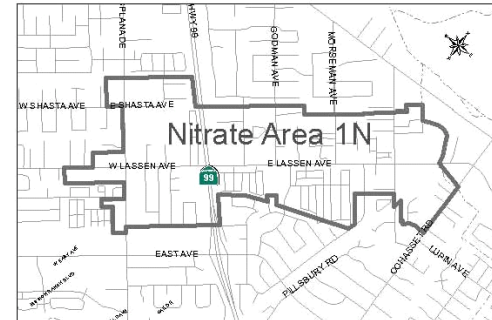 SPLANADE
HWY 99
GODMAN AVE
MORSEMAN AVE
W SHASTA AVE
E SHASTA AVE
Nitrate Area 1N
W LASSEN AVE
E LASSEN AVE
99
EAST AVE
PILLSBURY RD
COHASSET RD
LUPIN AVE